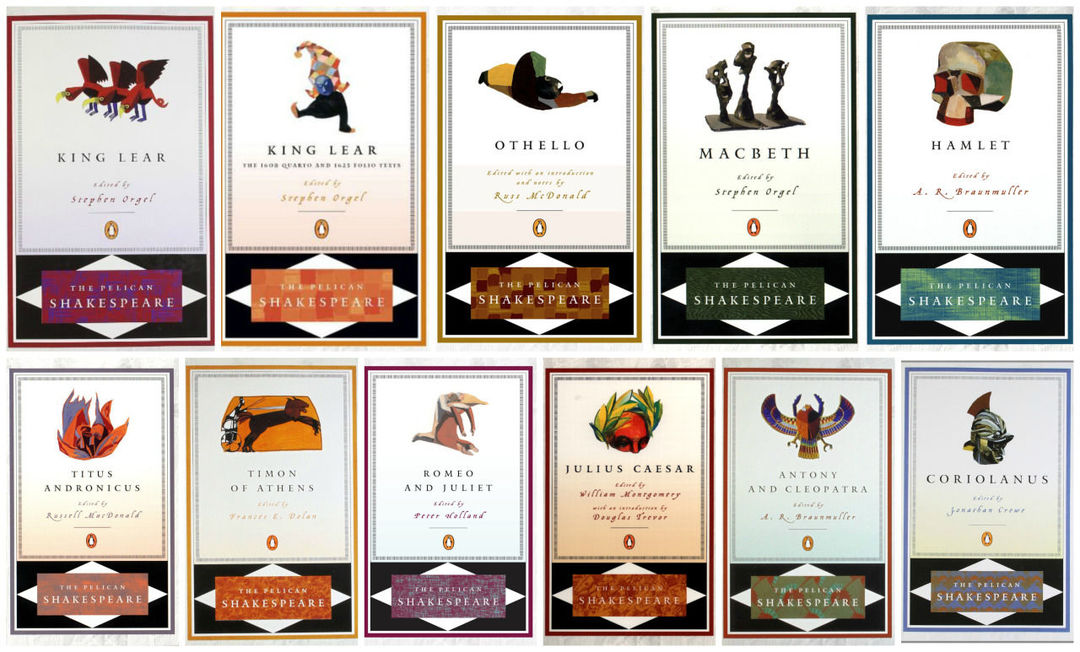 KING LEAR
Edited by
Stephen Orgel
THE PELICAN
SHAKESPEARE
KING LEAR
THE 1608 QUARTO AND 1623 FOLIO TEXTS
Edited by
Stephen Orgel
THE PELICAN
SHAKESPEARE
OTHELLO
Edited with an introduction
and notes by
Russ McDonald
THE PELICAN
SHAKESPEARE
MACBETH
Edited by
Stephen Orgel
THE PELICAN
SHAKESPEARE
HAMLET
Edited by
A. R. Braunmuller
THE PELICAN
SHAKESPEARE
TITUS
ANDRONICUS
Edited by
Russell MacDonald
THE PELICAN
SHAKESPEARE
TIMON
OF ATHENS
Edited by
Frances E. Dolan
THE PELICAN
SHAKESPEARE
ROMEO
AND JULIET
Edited by
Peter Holland
THE PELICAN
SHAKESPEARE
JULIUS CAESAR
Edited by
William Montgomery
with an introduction by
Douglas Trevor
THE PELICAN
SHAKESPEARE
ANTONY
AND CLEOPATRA
Edited by
A. R. Braunmuller
THE PELICAN
SHAKESPEARE
CORIOLANUS
Edited by
Jonathan Crewe
THE PELICAN
SHAKESPEARE